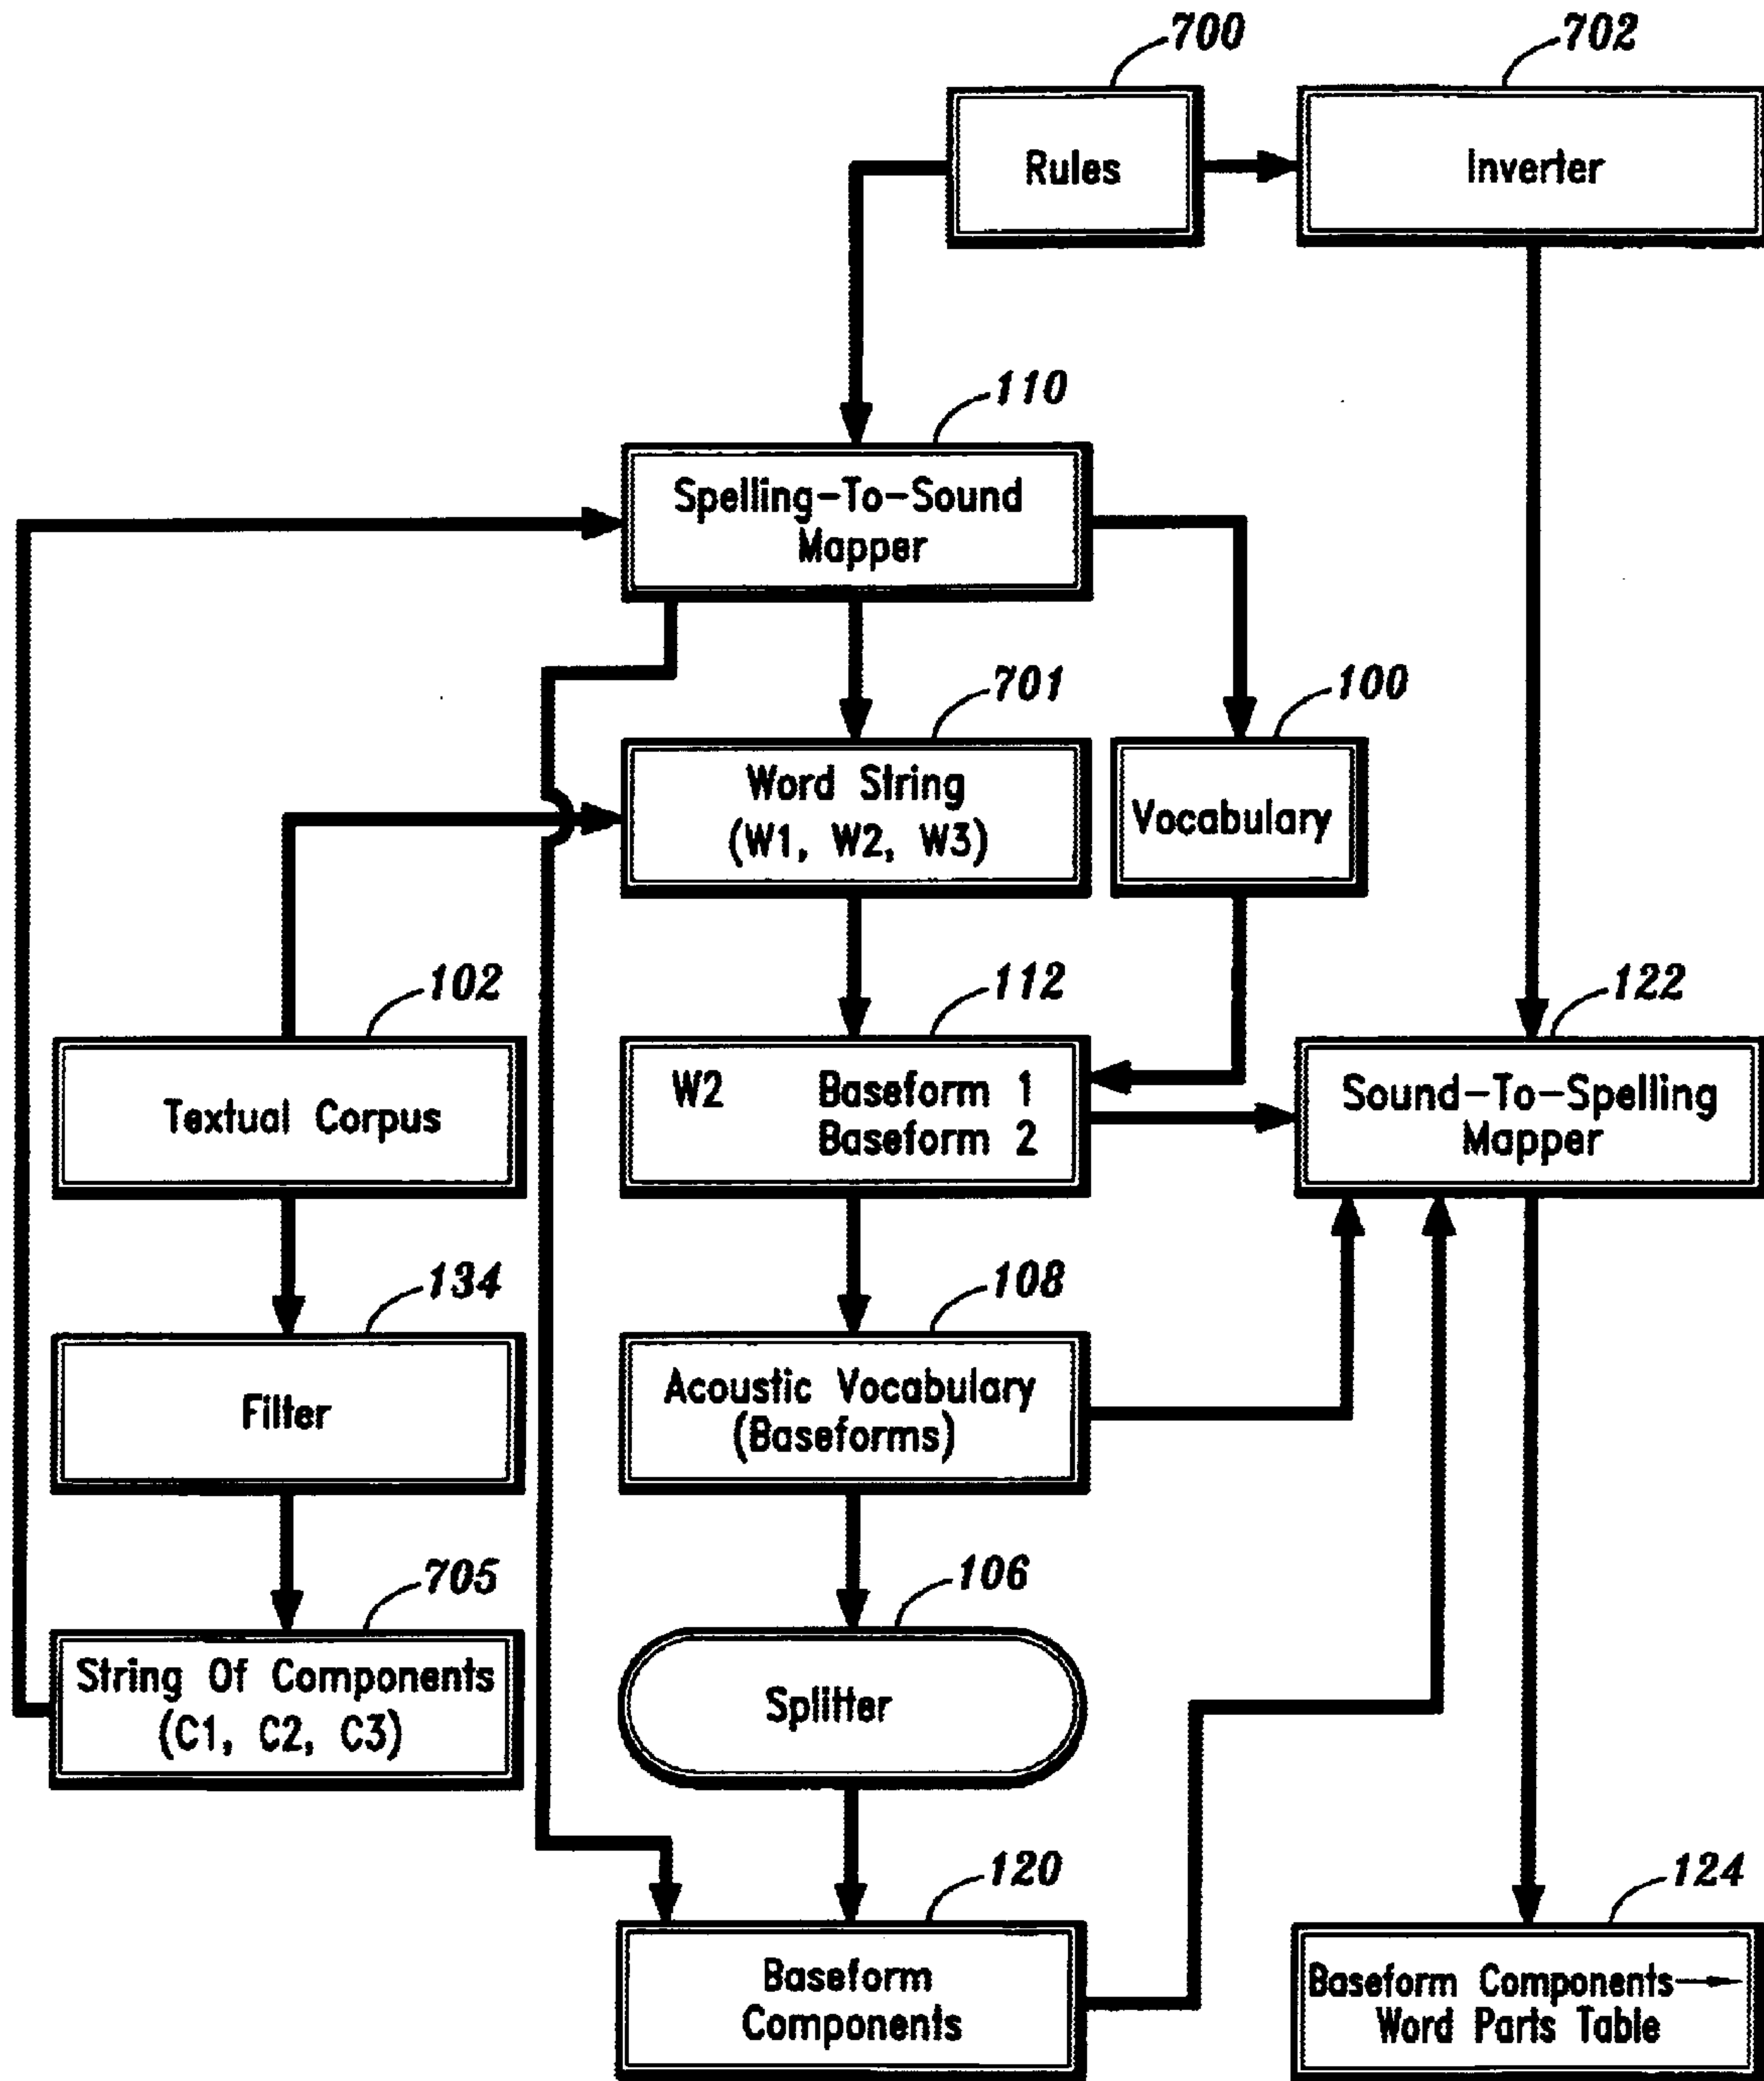 700
702
Rules
Inverter
110
Spelling-To-Sound
Mapper
701
100
Word String
(W1, W2, W3)
Vocabulary
102
112
122
Textual Corpus
W2 Baseform 1
Baseform 2
Sound-To-Spelling
Mapper
134
108
Filter
Acoustic Vocabulary
(Baseforms)
705
106
String Of Components
(C1, C2, C3)
Splitter
120
124
Baseform
Components
Baseform Components→
Word Parts Table